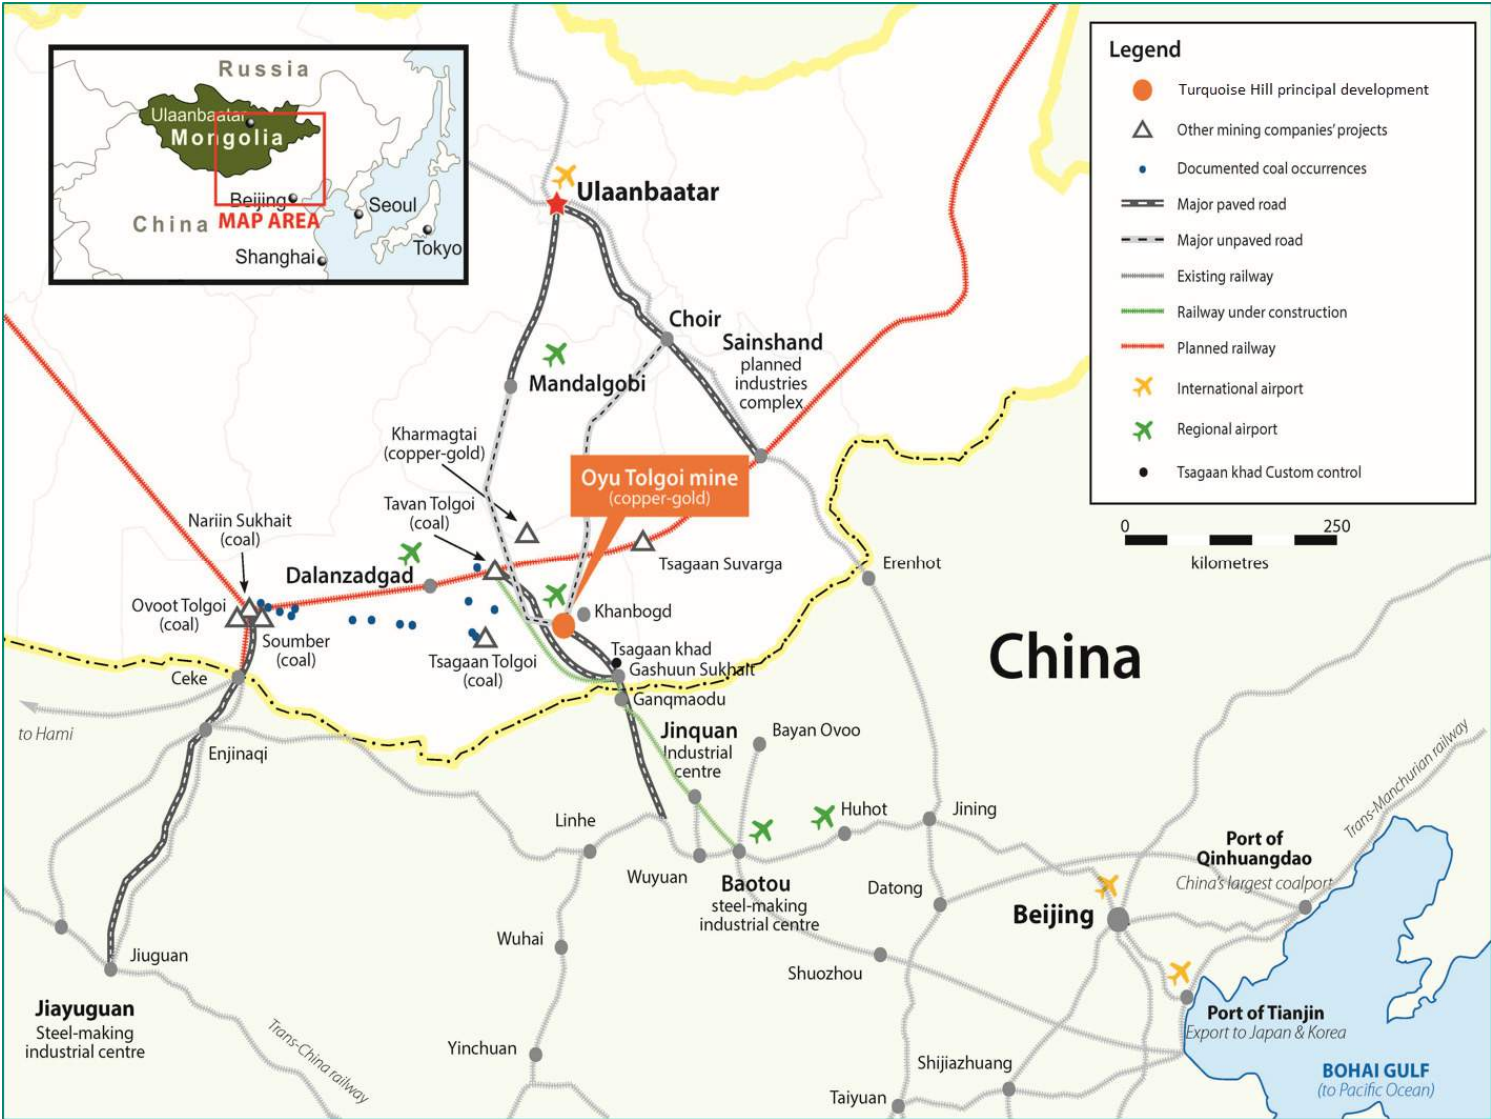 Russia
Ulaanbaatar
Mongolia
Beijing
MAP AREA
China
Seoul
Shanghai
Tokyo
Legend
Turquoise Hill principal development
Other mining companies' projects
Documented coal occurrences
Major paved road
Major unpaved road
Existing railway
Railway under construction
Planned railway
International airport
Regional airport
Tsagaan khad Custom control
0
250
kilometres
Ulaanbaatar
Choir
Sainshand
planned
industries
complex
Mandalgobi
Kharmagtai
(copper-gold)
Oyu Tolgoi mine
(copper-gold)
Tavan Tolgoi
(coal)
Nariin Sukhait
(coal)
Dalanzadgad
Tsagaan Suvarga
Erenhot
Ovoot Tolgoi
(coal)
Soumber
(coal)
Khanbogd
Tsagaan Tolgoi
(coal)
Tsagaan khad
Gashuun Sukhait
Ceke
Ganqmaodu
China
to Hami
Enjinaqi
Jinquan
Industrial
centre
Bayan Ovoo
Linhe
Huhot
Jining
Trans-Manchurian railway
Port of
Qinhuangdao
China's largest coalport
Wuyuan
Baotou
steel-making
industrial centre
Datong
Beijing
Wuhai
Shuozhou
Jiuguan
Jiayuguan
Steel-making
industrial centre
Trans-China railway
Port of Tianjin
Export to Japan & Korea
Yinchuan
Shijiazhuang
BOHAI GULF
(to Pacific Ocean)
Taiyuan